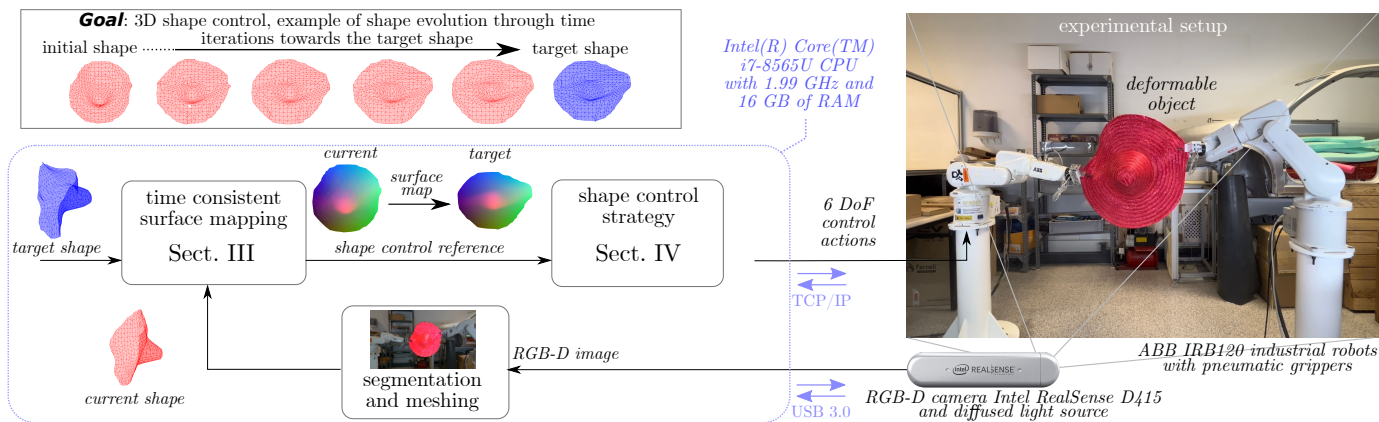 Goal: 3D shape control, example of shape evolution through time
iterations towards the target shape
initial shape
target shape
Intel(R) Core(TM)
i7-8565U CPU
with 1.99 GHz and
16 GB of RAM
experimental setup
deformable
object
ABB
target shape
time consistent
surface mapping
Sect. III
current
target
surface
map
shape control reference
shape control
strategy
Sect. IV
6 DoF
control
actions
TCP/IP
current shape
segmentation
and meshing
RGB-D image
USB 3.0
intel REALSENSE
ABB IRB120 industrial robots
with pneumatic grippers
RGB-D camera Intel RealSense D415
and diffused light source